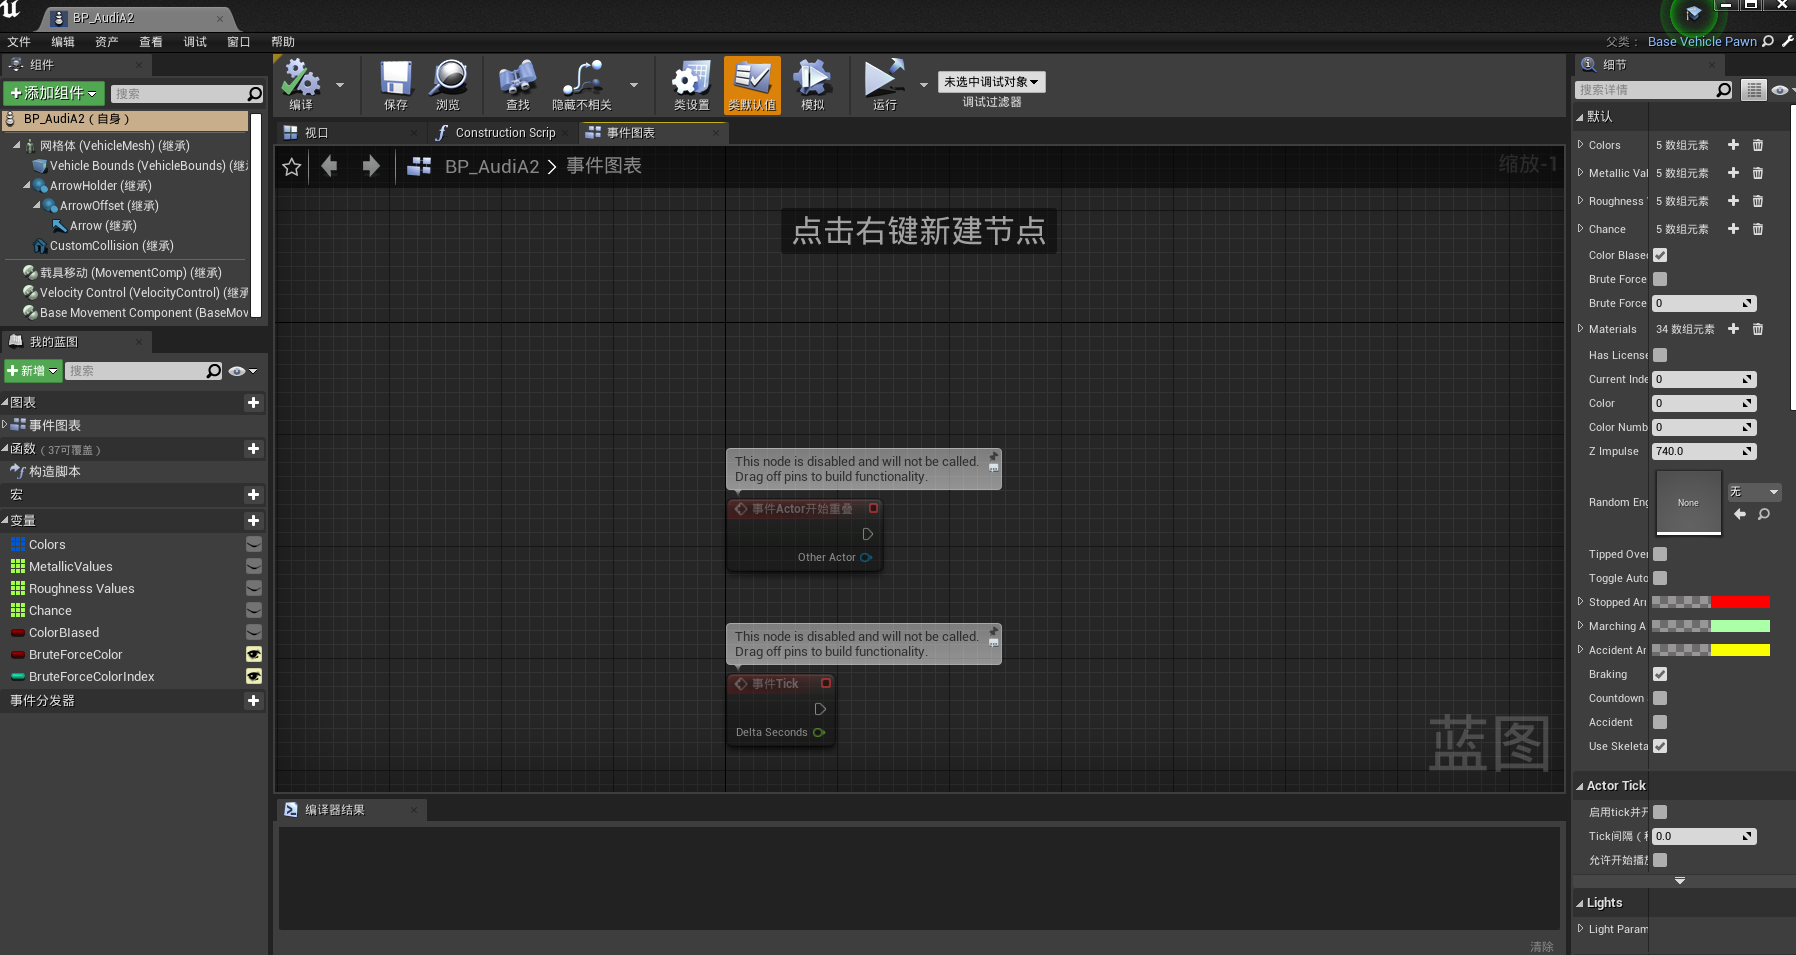 BP_AudiA2
文件 编辑 资产 查看 调试 窗口 帮助
父类： Base Vehicle Pawn
组件
添加组件 搜索
BP_AudiA2 ( 自身 )
网格体 (VehicleMesh) (继承)
Vehicle Bounds (VehicleBounds) (继
ArrowHolder (继承)
ArrowOffset (继承)
Arrow (继承)
CustomCollision (继承)
载具移动 (MovementComp) (继承)
Velocity Control (VelocityControl) (继承
Base Movement Component (BaseMov
我的蓝图
新增 搜索
图表
事件图表
函数 ( 37可覆盖 )
构造脚本
宏
变量
Colors
MetallicValues
Roughness Values
Chance
ColorBlased
BruteForceColor
BruteForceColorIndex
事件分发器
编译 保存 浏览 查找 隐藏不相关 类设置 类默认值 模拟 运行
未选中调试对象
调试过滤器
视口 Construction Scrip 事件图表
BP_AudiA2 > 事件图表 缩放-1
点击右键新建节点
This node is disabled and will not be called.
Drag off pins to build functionality.
事件Actor开始重叠
Other Actor
This node is disabled and will not be called.
Drag off pins to build functionality.
事件Tick
Delta Seconds
蓝图
编译器结果
清除
细节
搜索详情
默认
Colors 5 数组元素
Metallic Val 5 数组元素
Roughness 5 数组元素
Chance 5 数组元素
Color Blased
Brute Force
Brute Force 0
Materials 34 数组元素
Has License
Current Inde 0
Color 0
Color Numb 0
Z Impulse 740.0
Random Eng None 无
Tipped Over
Toggle Auto
Stopped Arr
Marching A
Accident Ar
Braking
Countdown
Accident
Use Skeleta
Actor Tick
启用tick并开
Tick间隔 ( 秒 0.0
允许开始播放
Lights
Light Param